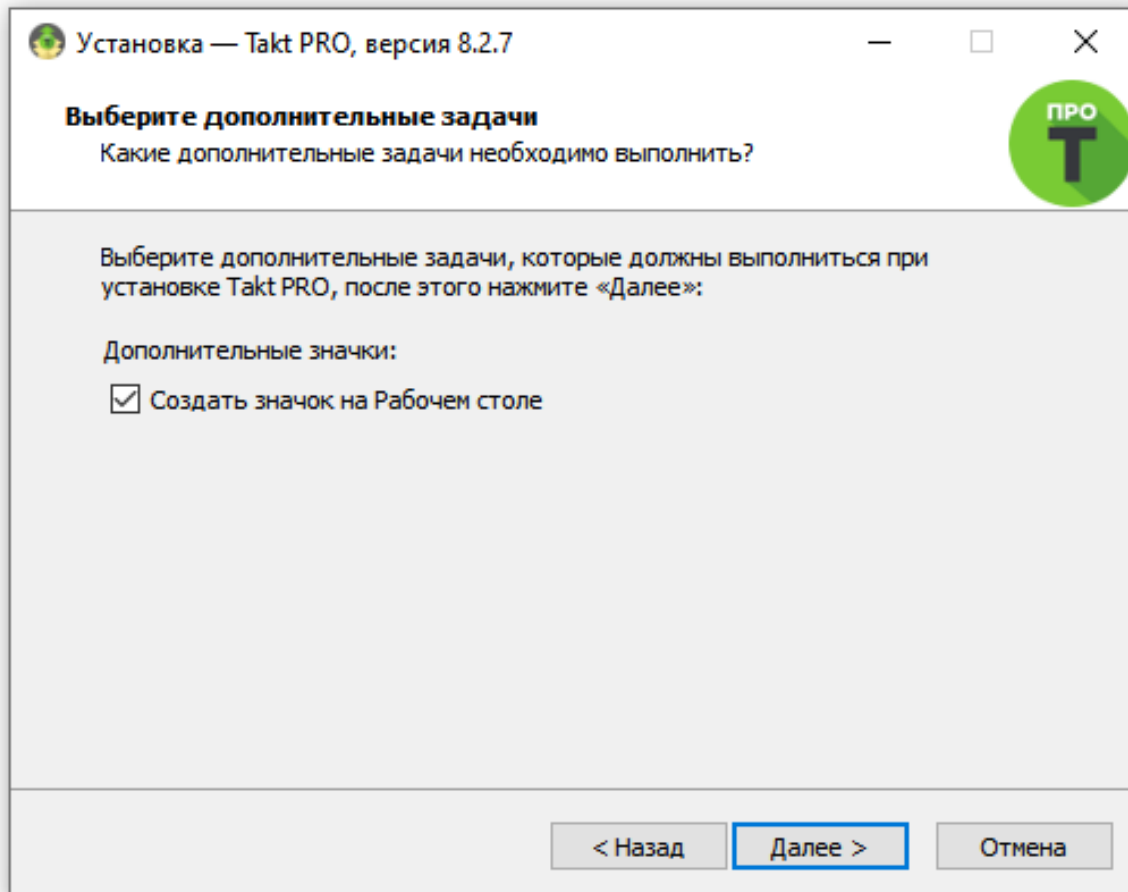 Установка — Takt PRO, версия 8.2.7
Выберите дополнительные задачи
Какие дополнительные задачи необходимо выполнить?
ПРО
Т
Выберите дополнительные задачи, которые должны выполниться при
установке Takt PRO, после этого нажмите «Далее»:
Дополнительные значки:
Создать значок на Рабочем столе
< Назад
Далее >
Отмена